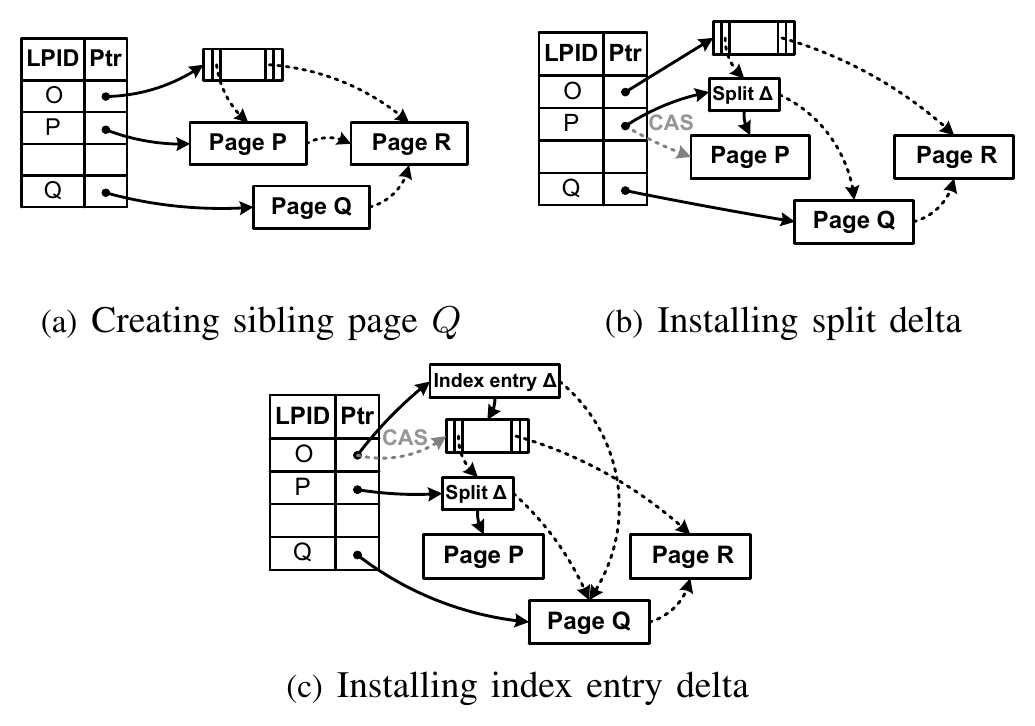 LPID Ptr
O
P
Q
Page P
Page R
Page Q
(a) Creating sibling page Q
LPID Ptr
O
P
Q
CAS
Split Δ
Page P
Page R
Page Q
(b) Installing split delta
LPID Ptr
O
P
Q
CAS
Index entry Δ
Split Δ
Page P
Page R
Page Q
(c) Installing index entry delta